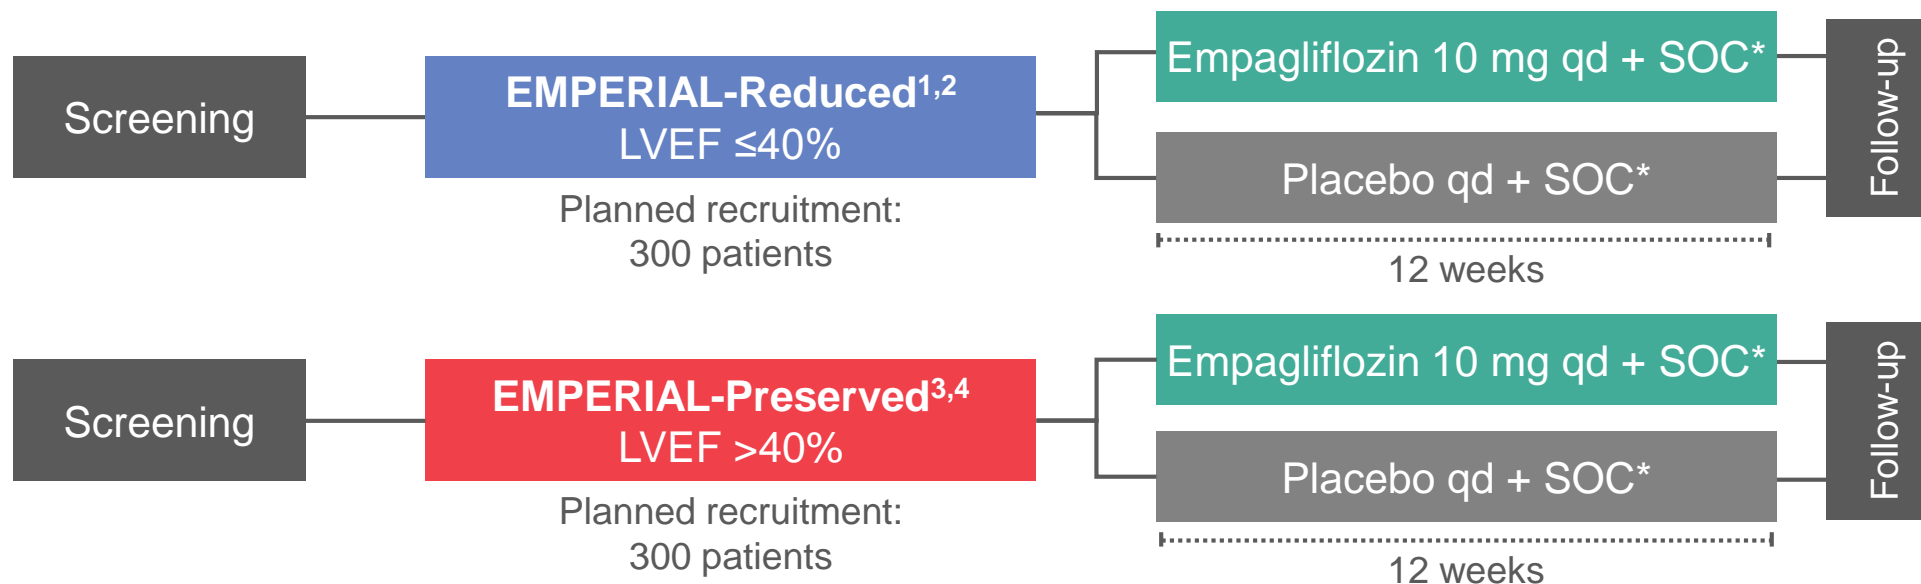 Screening
EMPERIAL-Reduced1,2
LVEF ≤40%
Planned recruitment:
300 patients
Empagliflozin 10 mg qd + SOC*
Placebo qd + SOC*
12 weeks
Follow-up
Screening
EMPERIAL-Preserved3,4
LVEF >40%
Planned recruitment:
300 patients
Empagliflozin 10 mg qd + SOC*
Placebo qd + SOC*
12 weeks
Follow-up